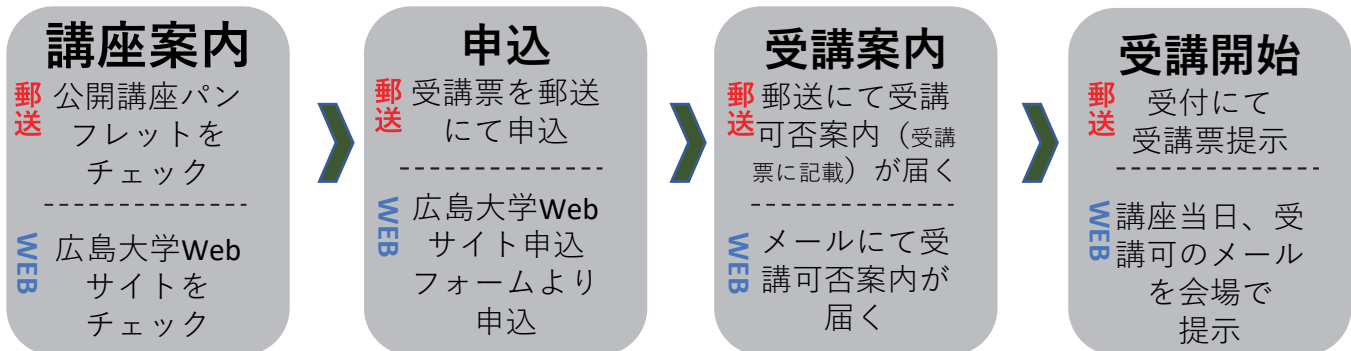 講座案内
郵送
公開講座パン
フレットを
チェック
WEB
広島大学Web
サイトを
チェック
申込
郵送
受講票を郵送
にて申込
WEB
広島大学Web
サイト申込
フォームより
申込
受講案内
郵送
郵送にて受講
可否案内（受講
票に記載）が届く
WEB
メールにて受
講可否案内が
届く
受講開始
郵送
受付にて
受講票提示
WEB
講座当日、受
講可のメール
を会場で
提示